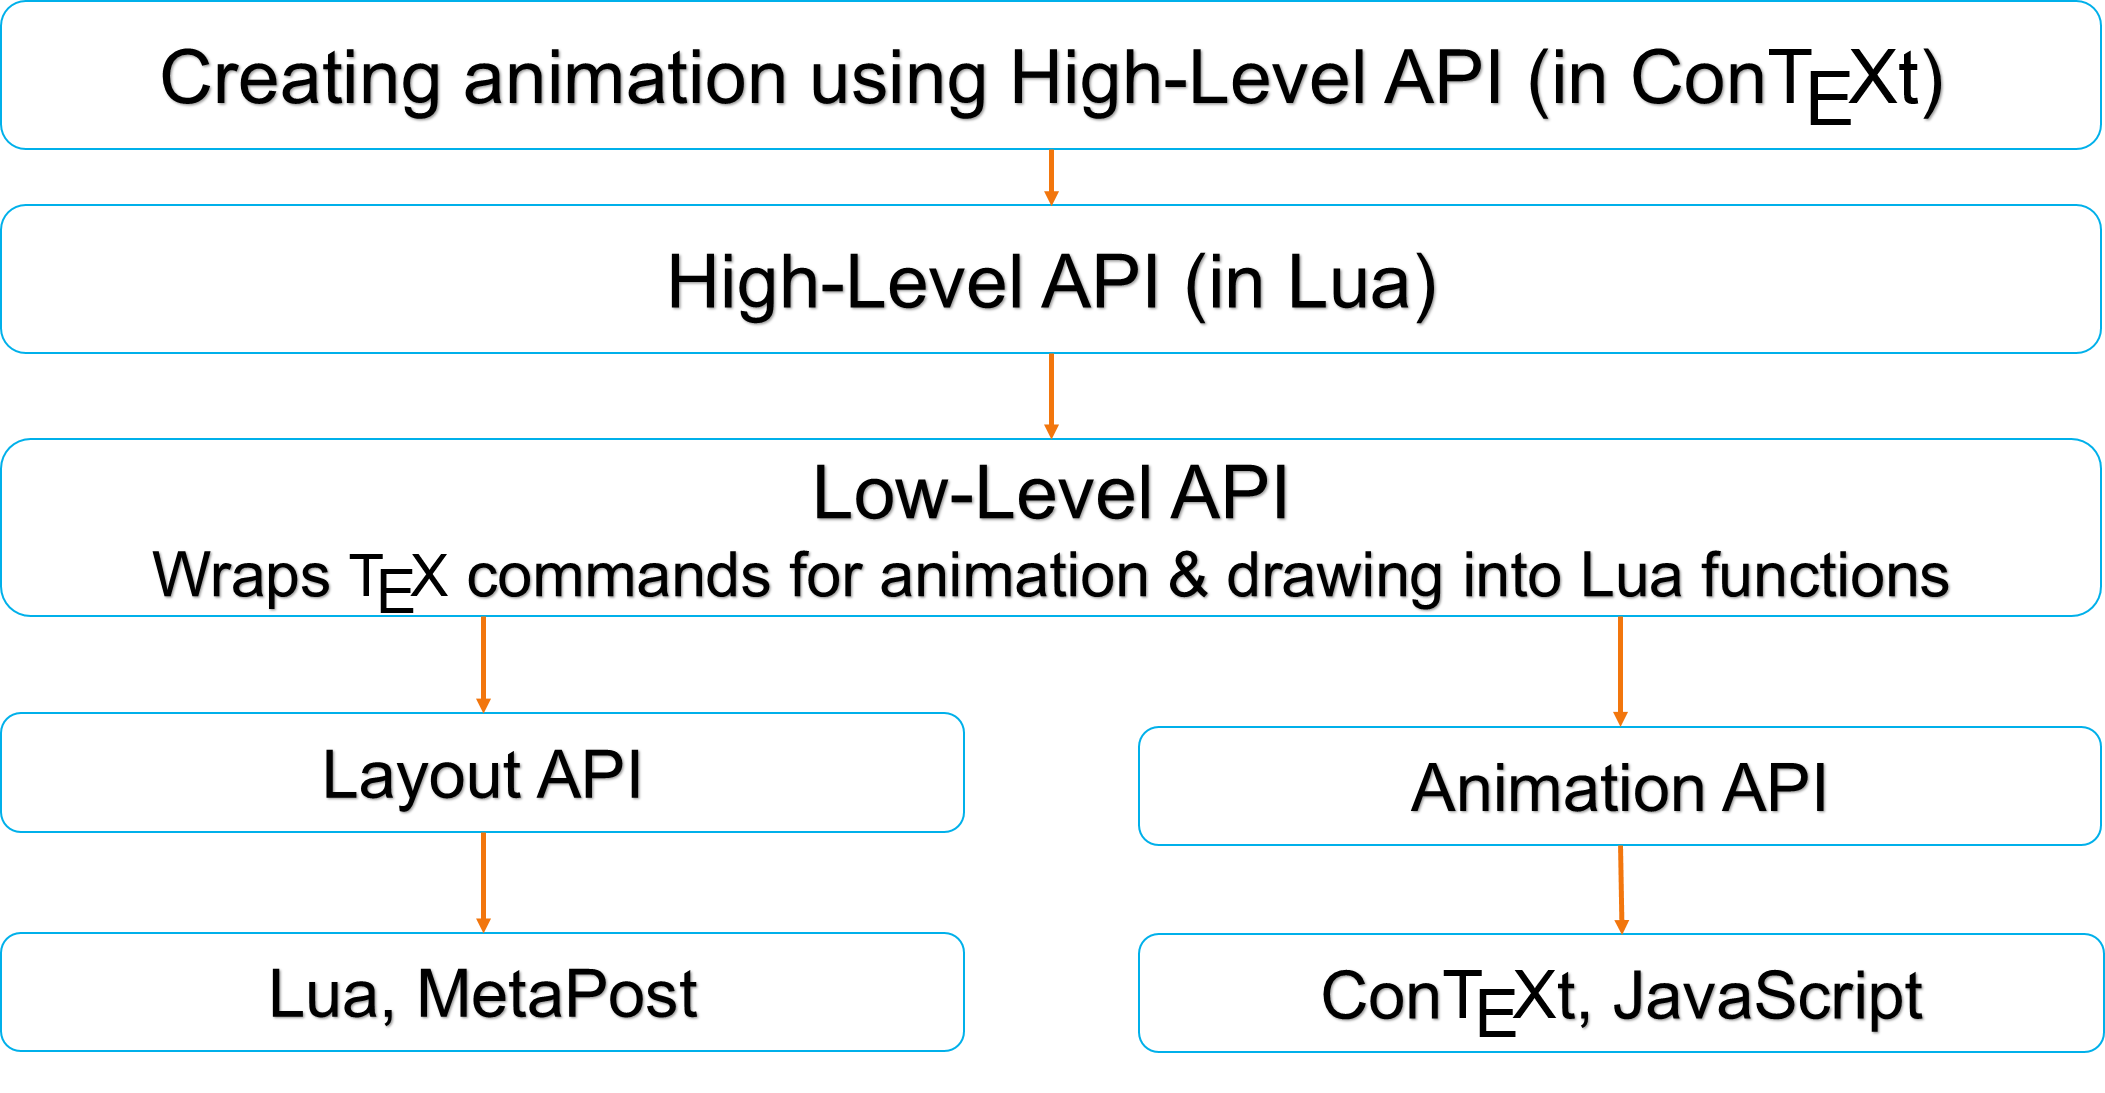 Creating animation using High-Level API (in ConTEXt)
High-Level API (in Lua)
Low-Level API
Wraps TEX commands for animation & drawing into Lua functions
Layout API
Animation API
Lua, MetaPost
ConTEXt, JavaScript